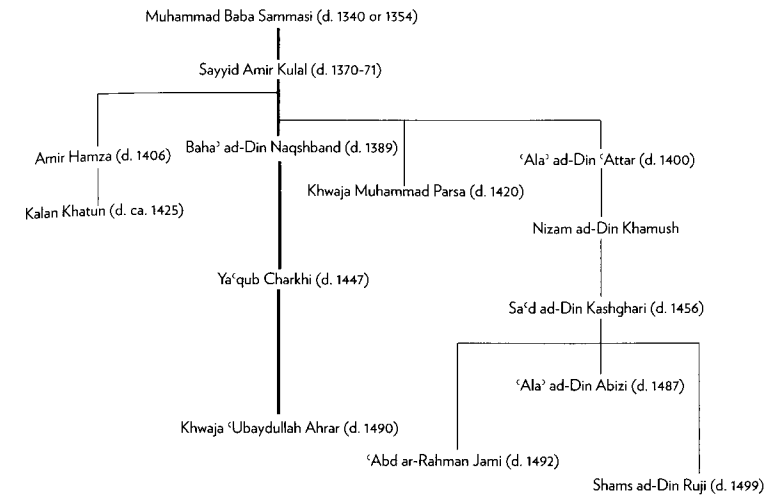 Muhammad Baba Sammasi (d. 1340 or 1354)
Sayyid Amir Kulal (d. 1370-71)
Amir Hamza (d. 1406)
Bahaʾ ad-Din Naqshband (d. 1389)
ʿAlaʾ ad-Din ʿAttar (d. 1400)
Khwaja Muhammad Parsa (d. 1420)
Kalan Khatun (d. ca. 1425)
Nizam ad-Din Khamush
Yaʿqub Charkhi (d. 1447)
Saʿd ad-Din Kashghari (d. 1456)
ʿAlaʾ ad-Din Abizi (d. 1487)
Khwaja ʿUbaydullah Ahrar (d. 1490)
ʿAbd ar-Rahman Jami (d. 1492)
Shams ad-Din Ruji (d. 1499)